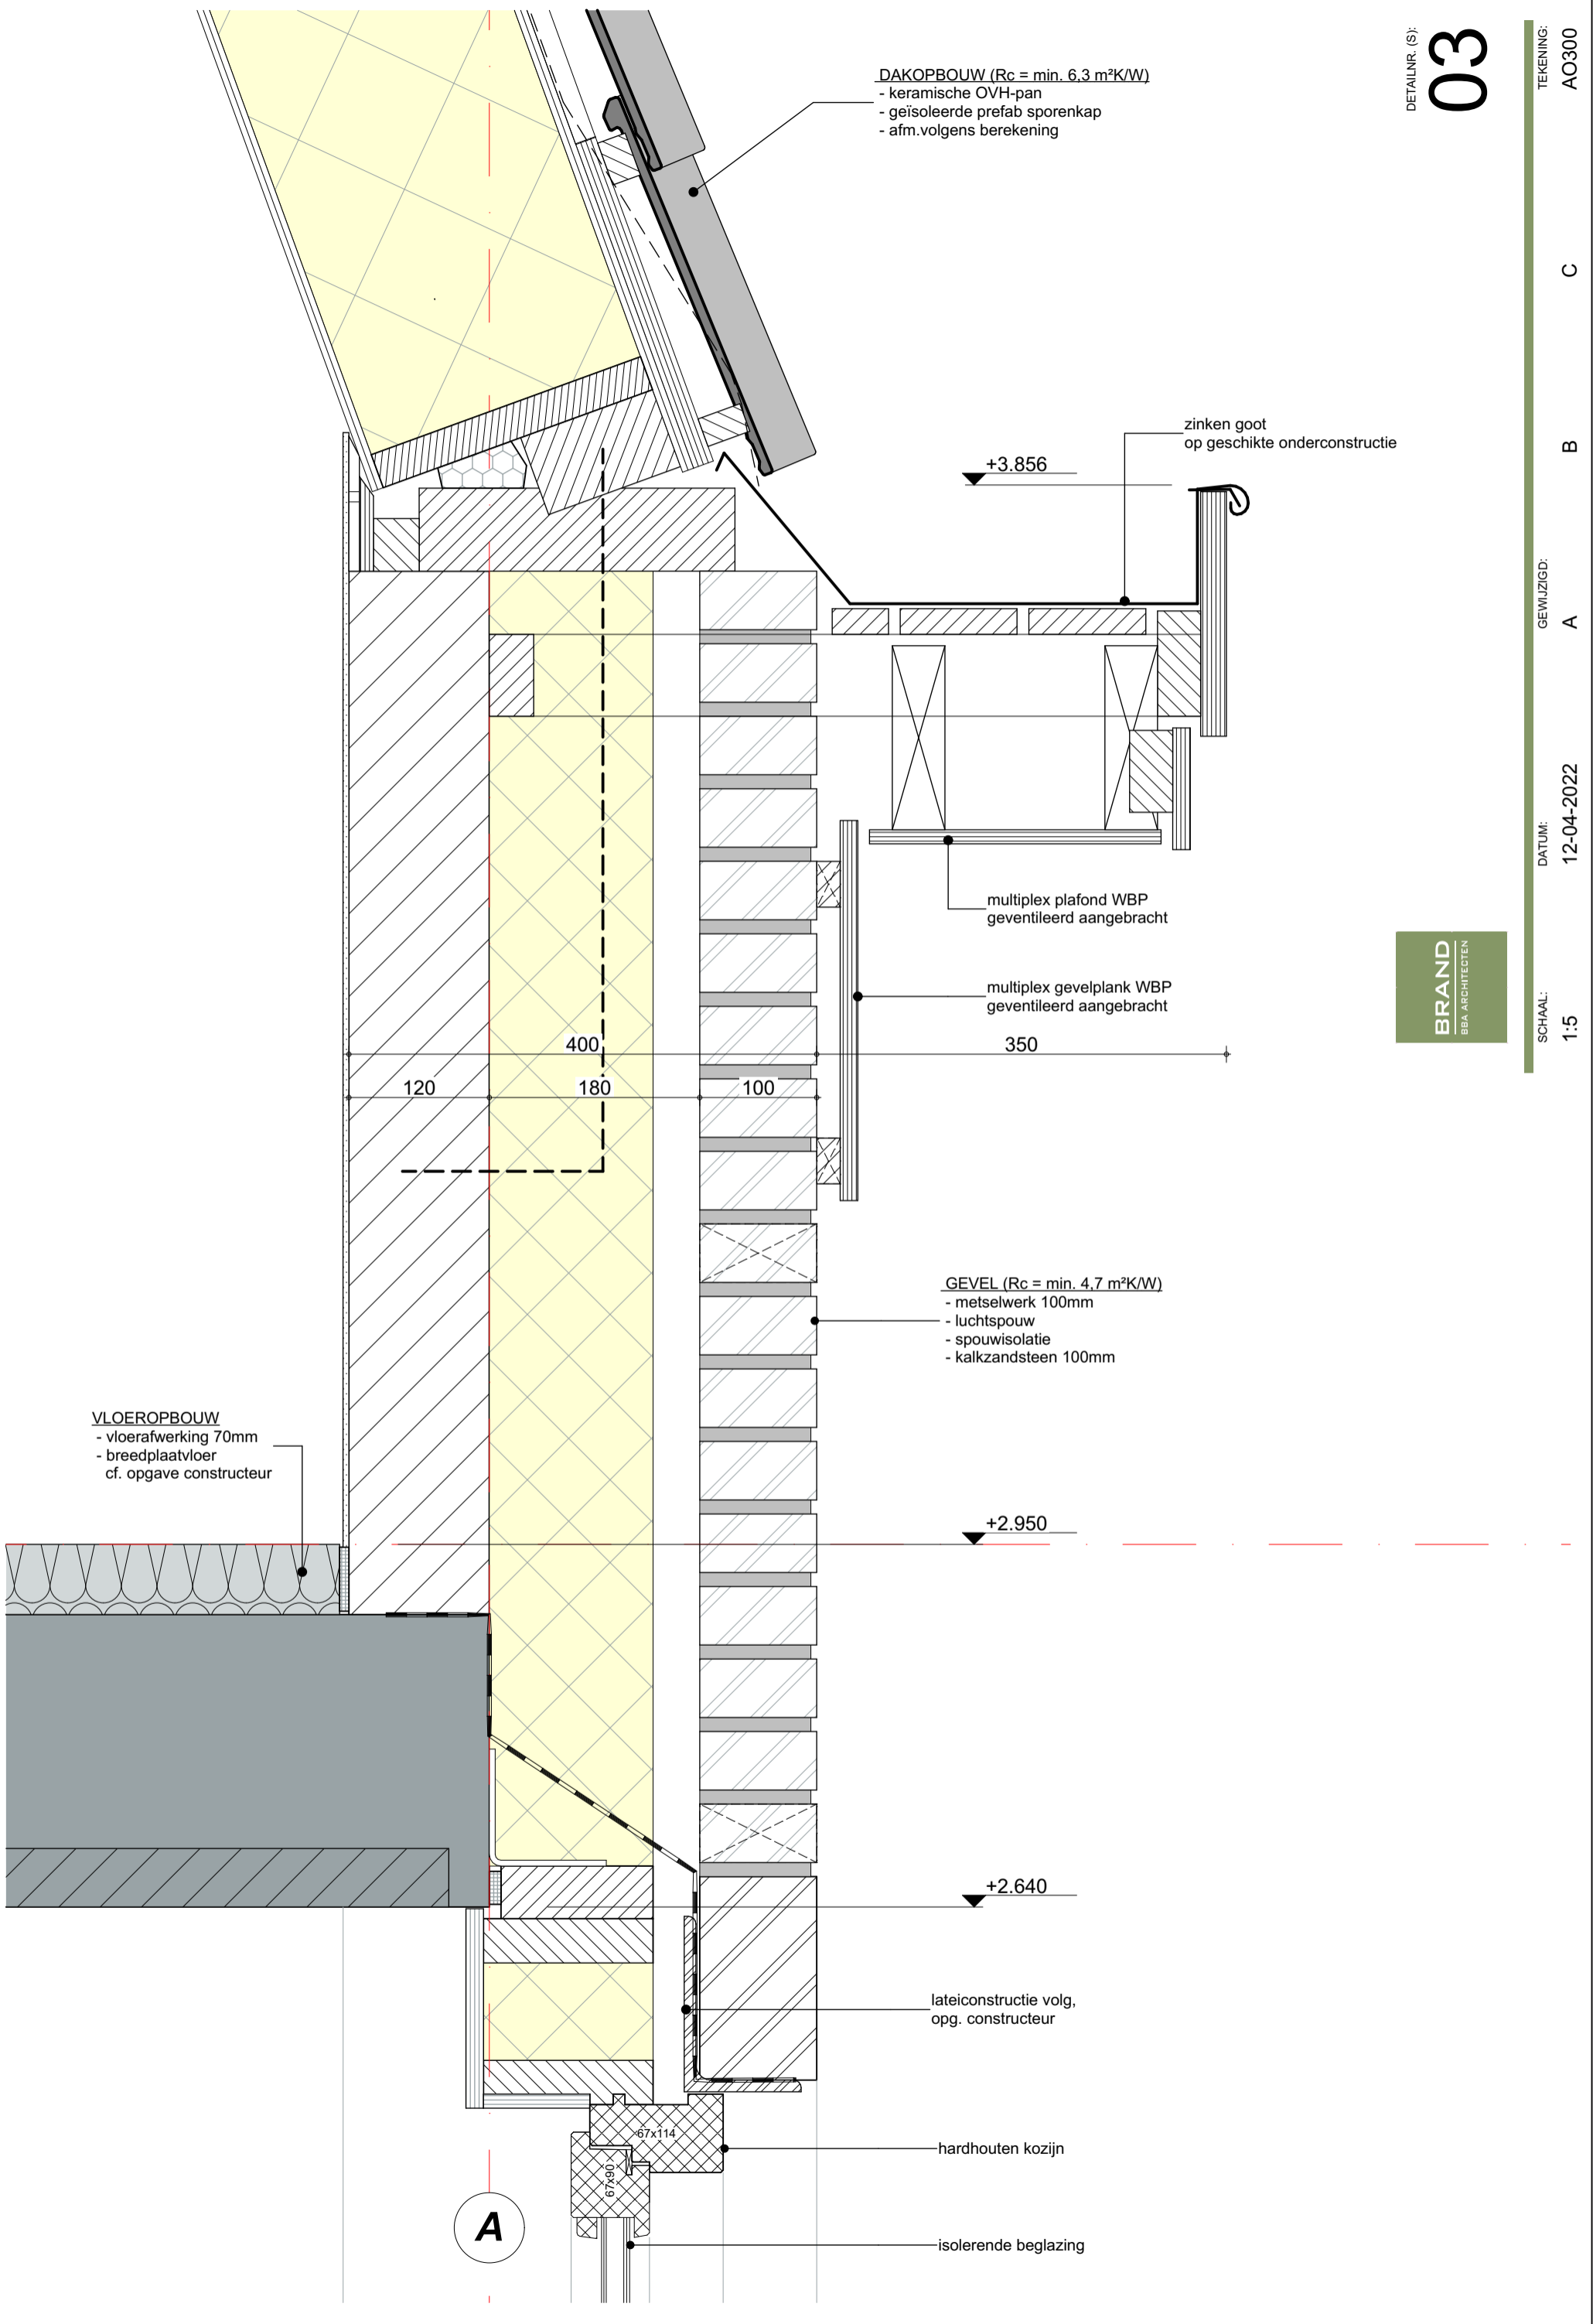 DAKOPBOUW (Rc = min. 6,3 m²K/W)
- keramische OVH-pan
- geïsoleerde prefab sporenkap
- afm.volgens berekening
zinken goot
op geschikte onderconstructie
+3.856
multiplex plafond WBP
geventileerd aangebracht
multiplex gevelplank WBP
geventileerd aangebracht
400
350
120
180
100
GEVEL (Rc = min. 4,7 m²K/W)
- metselwerk 100mm
- luchtspouw
- spouwisolatie
- kalkzandsteen 100mm
VLOEROPBOUW
- vloerafwerking 70mm
- breedplaatvloer
cf. opgave constructeur
+2.950
+2.640
lateiconstructie volg,
opg. constructeur
67x114
67x90
hardhouten kozijn
A
isolerende beglazing
DETAILNR. (S):
03
BRAND
BBA ARCHITECTEN
SCHAAL:
1:5
DATUM:
12-04-2022
GEWIJZIGD:
A
B
C
TEKENING:
AO300